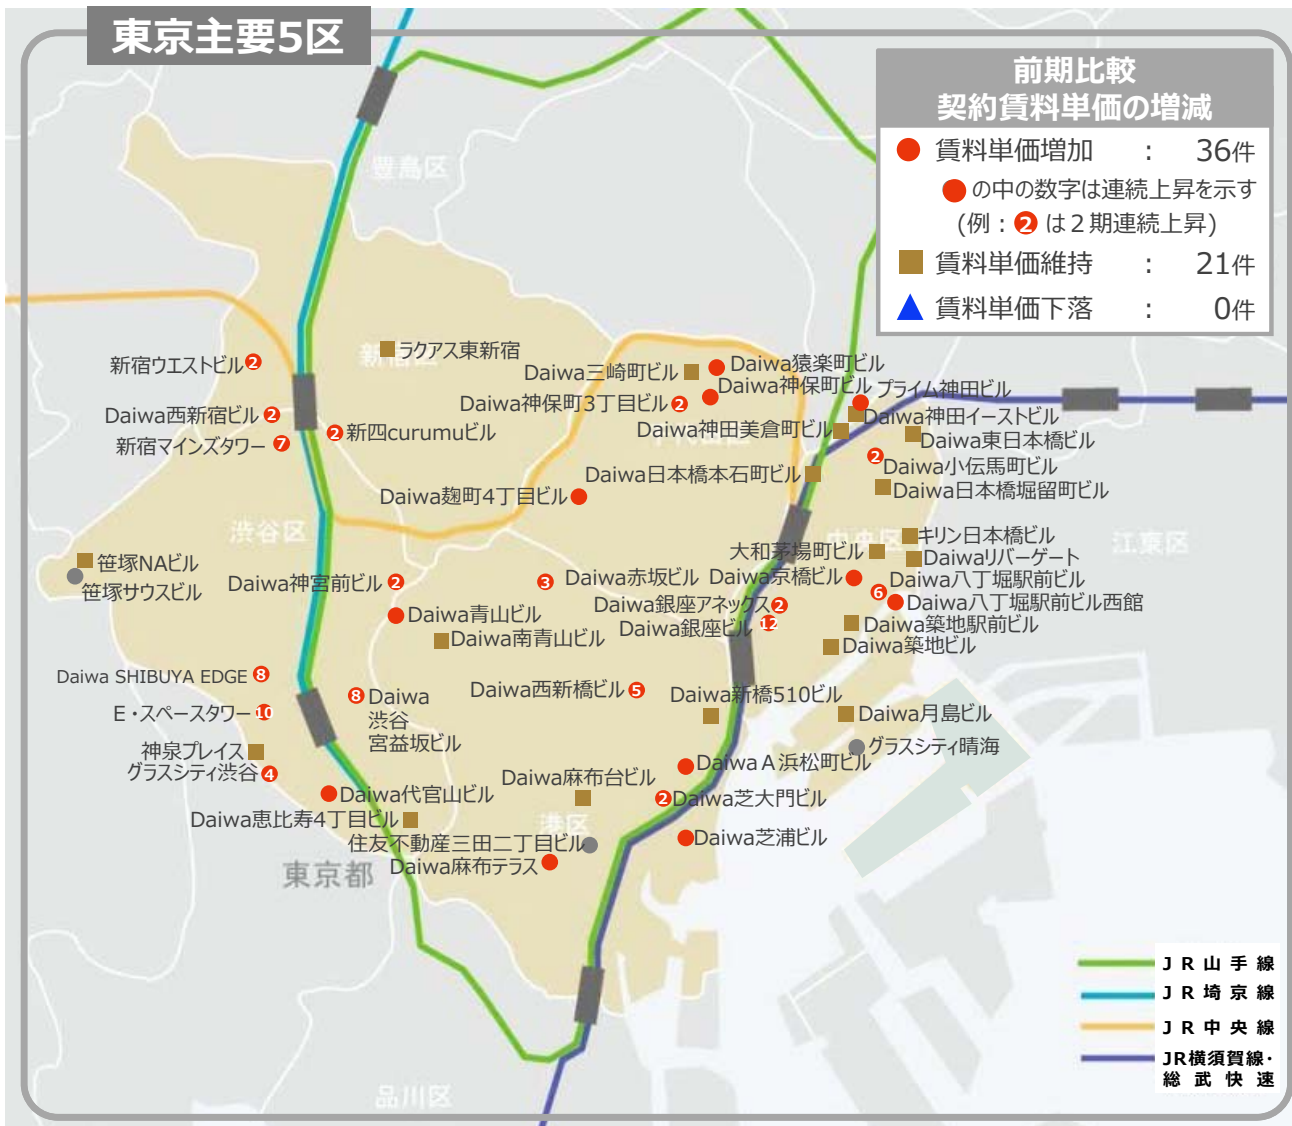 東京主要5区
前期比較
契約賃料単価の増減
賃料単価増加 : 36件
の中の数字は連続上昇を示す
(例：2は２期連続上昇)
賃料単価維持 : 21件
賃料単価下落 : 0件
豊島区
新宿区
ラクアス東新宿
新宿ウエストビル 2
Daiwa西新宿ビル 2
2 新四curumuビル
新宿マインズタワー 7
Daiwa三崎町ビル
Daiwa猿楽町ビル
Daiwa神保町ビル
Daiwa神保町3丁目ビル 2
プライム神田ビル
Daiwa神田イーストビル
Daiwa神田美倉町ビル
千代田区
Daiwa東日本橋ビル
2
Daiwa小伝馬町ビル
Daiwa日本橋本石町ビル
Daiwa日本橋堀留町ビル
Daiwa麹町4丁目ビル
渋谷区
中央区
江東区
キリン日本橋ビル
大和茅場町ビル
Daiwaリバーゲート
笹塚NAビル
笹塚サウスビル
Daiwa神宮前ビル 2
3 Daiwa赤坂ビル
Daiwa京橋ビル
6 Daiwa八丁堀駅前ビル
Daiwa八丁堀駅前ビル西館
Daiwa銀座アネックス 2
Daiwa青山ビル
Daiwa銀座ビル 12
Daiwa築地駅前ビル
Daiwa南青山ビル
Daiwa築地ビル
Daiwa SHIBUYA EDGE 8
8 Daiwa
渋谷
宮益坂ビル
Daiwa西新橋ビル 5
Daiwa新橋510ビル
E・スペースタワー 10
Daiwa月島ビル
グラスシティ晴海
神泉プレイス
グラスシティ渋谷 4
DaiwaＡ浜松町ビル
Daiwa麻布台ビル
Daiwa代官山ビル
2 Daiwa芝大門ビル
Daiwa恵比寿4丁目ビル
港区
住友不動産三田二丁目ビル
Daiwa芝浦ビル
Daiwa麻布テラス
東京都
品川区
ＪＲ山手線
ＪＲ埼京線
ＪＲ中央線
JR横須賀線・
総武快速